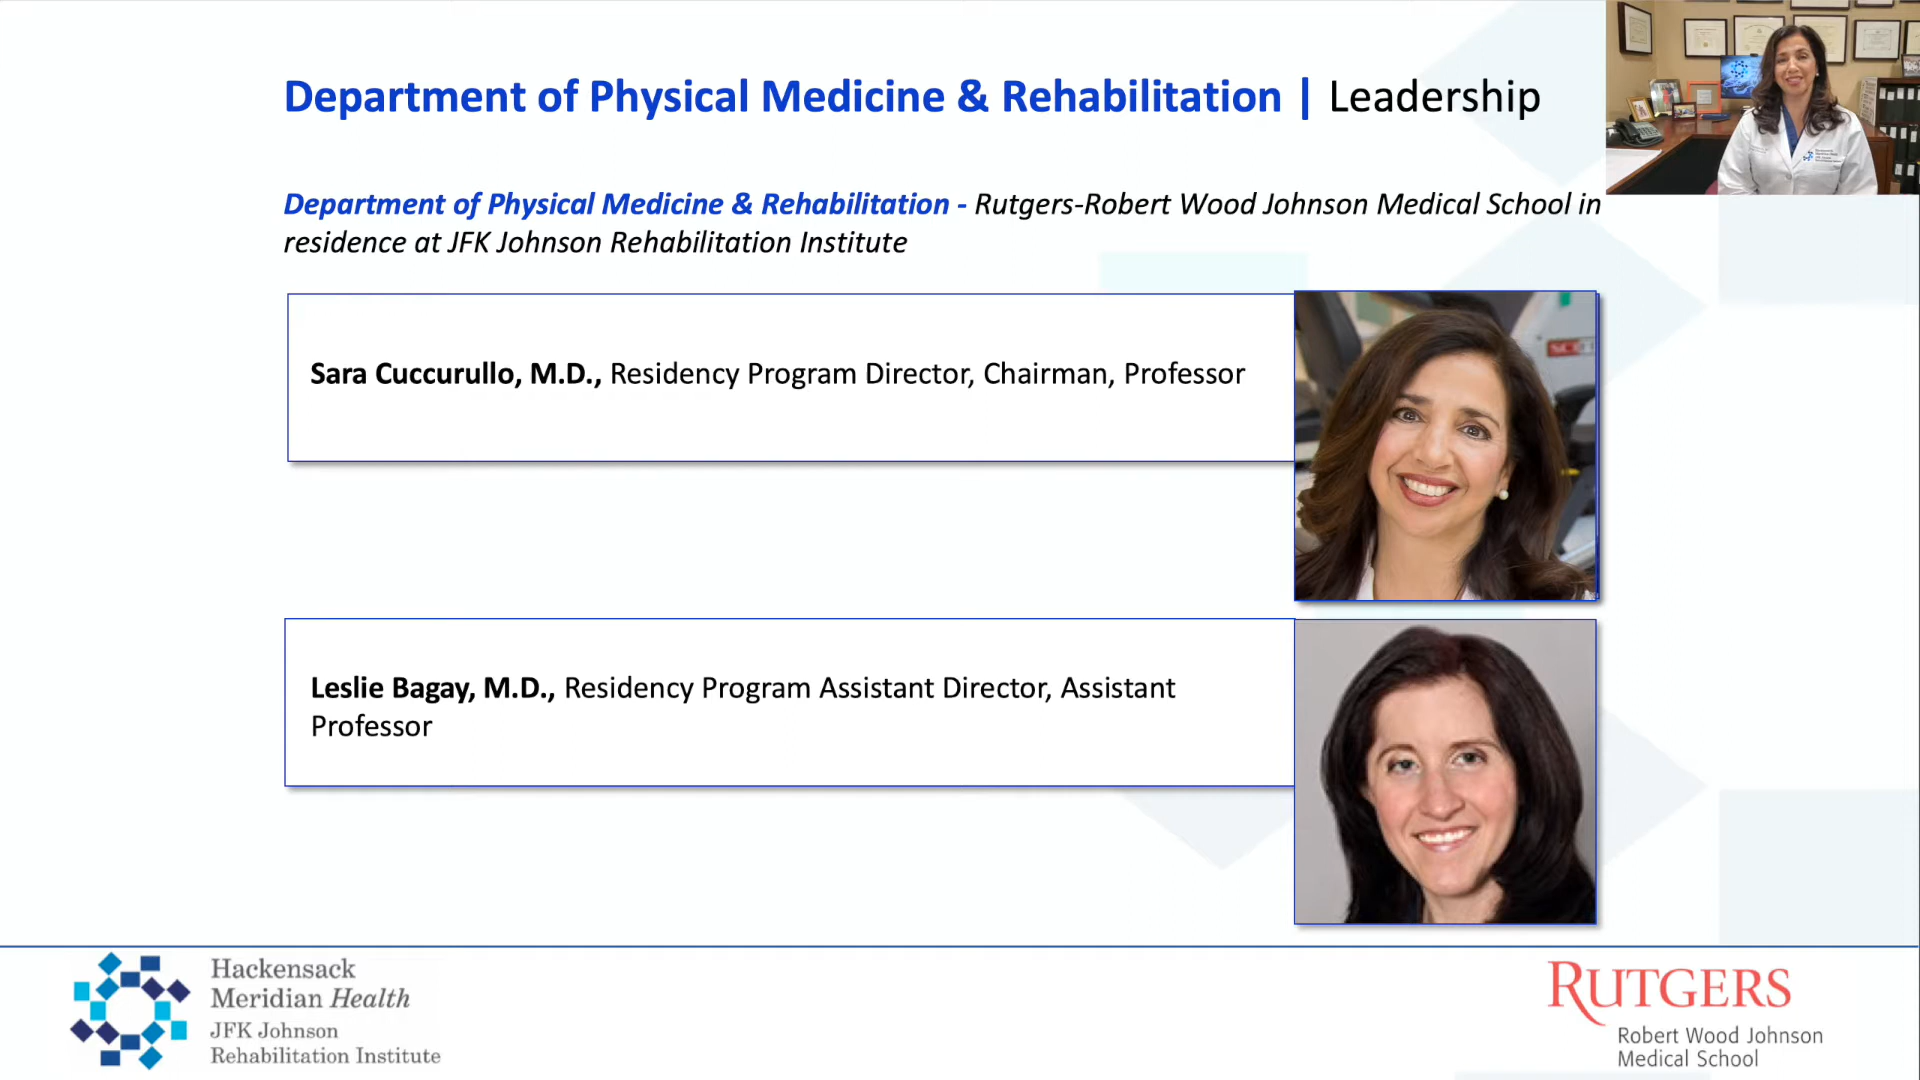 Department of Physical Medicine & Rehabilitation | Leadership
Department of Physical Medicine & Rehabilitation - Rutgers-Robert Wood Johnson Medical School in
residence at JFK Johnson Rehabilitation Institute
Sara Cuccurullo, M.D., Residency Program Director, Chairman, Professor
Leslie Bagay, M.D., Residency Program Assistant Director, Assistant
Professor
Hackensack
Meridian Health
JFK Johnson
Rehabilitation Institute
RUTGERS
Robert Wood Johnson
Medical School